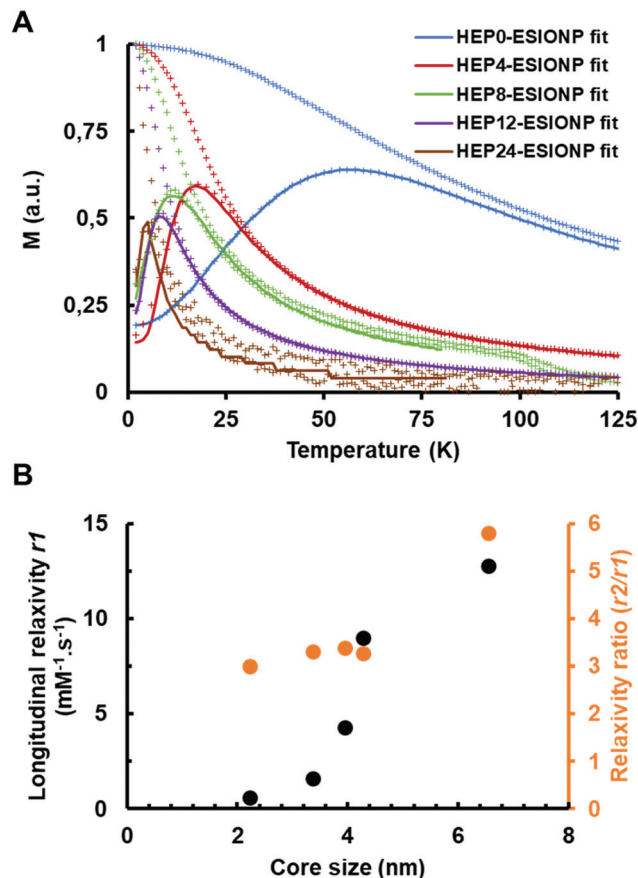 A
M (a.u.)
1
0,75
0,5
0,25
0
0
25
50
75
100
125
Temperature (K)
HEP0-ESIONP fit
HEP4-ESIONP fit
HEP8-ESIONP fit
HEP12-ESIONP fit
HEP24-ESIONP fit
B
Longitudinal relaxivity r1
(mM-1.s-1)
15
10
5
0
0
2
4
6
8
Core size (nm)
6
5
4
3
2
1
0
Relaxivity ratio (r2/r1)